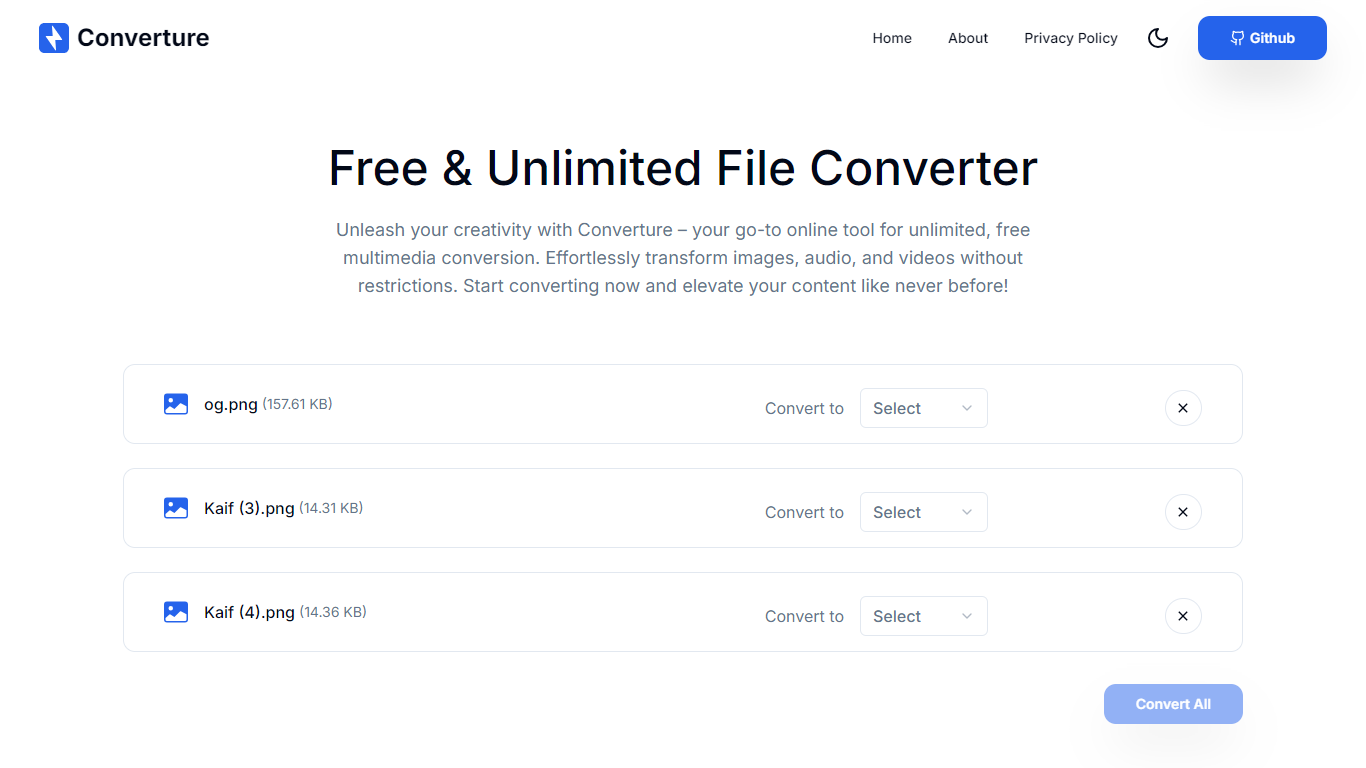 Converture
Home
About
Privacy Policy
Github
Free & Unlimited File Converter
Unleash your creativity with Converture – your go-to online tool for unlimited, free
multimedia conversion. Effortlessly transform images, audio, and videos without
restrictions. Start converting now and elevate your content like never before!
og.png (157.61 KB)
Convert to
Select
Kaif (3).png (14.31 KB)
Convert to
Select
Kaif (4).png (14.36 KB)
Convert to
Select
Convert All